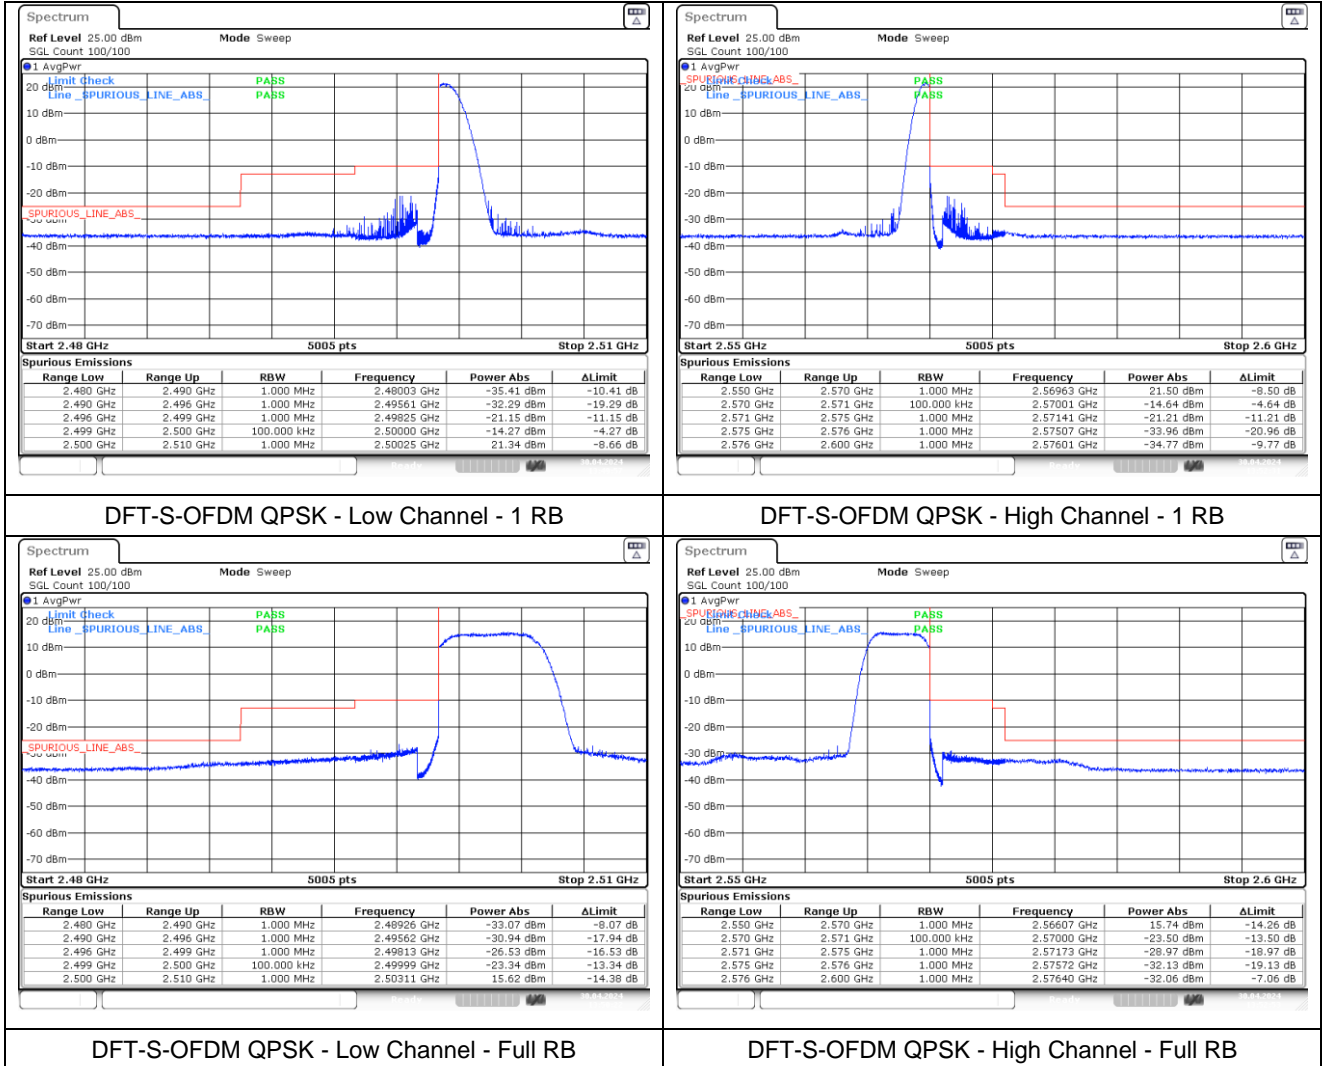 Spectrum
Ref Level 25.00 dBm Mode Sweep
SGL Count 100/100
1 AvgPwr
Limit Check PASS
Line _SPURIOUS_LINE_ABS_ PASS
20 dBm
10 dBm
0 dBm
-10 dBm
-20 dBm
_SPURIOUS_LINE_ABS_
-30 dBm
-40 dBm
-50 dBm
-60 dBm
-70 dBm
Start 2.48 GHz 5005 pts Stop 2.51 GHz
Spurious Emissions
Range Low Range Up RBW Frequency Power Abs ΔLimit
2.480 GHz 2.490 GHz 1.000 MHz 2.48003 GHz -35.41 dBm -10.41 dB
2.490 GHz 2.496 GHz 1.000 MHz 2.49561 GHz -32.29 dBm -19.29 dB
2.496 GHz 2.499 GHz 1.000 MHz 2.49825 GHz -21.15 dBm -11.15 dB
2.499 GHz 2.500 GHz 100.000 kHz 2.50000 GHz -14.27 dBm -4.27 dB
2.500 GHz 2.510 GHz 1.000 MHz 2.50025 GHz 21.34 dBm -8.66 dB
Ready 30.04.2024
DFT-S-OFDM QPSK - Low Channel - 1 RB
Spectrum
Ref Level 25.00 dBm Mode Sweep
SGL Count 100/100
1 AvgPwr
_SPURIOUS_LINE_ABS_
Limit Check PASS
Line _SPURIOUS_LINE_ABS_ PASS
20 dBm
10 dBm
0 dBm
-10 dBm
-20 dBm
-30 dBm
-40 dBm
-50 dBm
-60 dBm
-70 dBm
Start 2.55 GHz 5005 pts Stop 2.6 GHz
Spurious Emissions
Range Low Range Up RBW Frequency Power Abs ΔLimit
2.550 GHz 2.570 GHz 1.000 MHz 2.56963 GHz 21.50 dBm -8.50 dB
2.570 GHz 2.571 GHz 100.000 kHz 2.57001 GHz -14.64 dBm -4.64 dB
2.571 GHz 2.575 GHz 1.000 MHz 2.57141 GHz -21.21 dBm -11.21 dB
2.575 GHz 2.576 GHz 1.000 MHz 2.57507 GHz -33.96 dBm -20.96 dB
2.576 GHz 2.600 GHz 1.000 MHz 2.57601 GHz -34.77 dBm -9.77 dB
Ready 30.04.2024
DFT-S-OFDM QPSK - High Channel - 1 RB
Spectrum
Ref Level 25.00 dBm Mode Sweep
SGL Count 100/100
1 AvgPwr
Limit Check PASS
Line _SPURIOUS_LINE_ABS_ PASS
20 dBm
10 dBm
0 dBm
-10 dBm
-20 dBm
_SPURIOUS_LINE_ABS_
-30 dBm
-40 dBm
-50 dBm
-60 dBm
-70 dBm
Start 2.48 GHz 5005 pts Stop 2.51 GHz
Spurious Emissions
Range Low Range Up RBW Frequency Power Abs ΔLimit
2.480 GHz 2.490 GHz 1.000 MHz 2.48926 GHz -33.07 dBm -8.07 dB
2.490 GHz 2.496 GHz 1.000 MHz 2.49562 GHz -30.94 dBm -17.94 dB
2.496 GHz 2.499 GHz 1.000 MHz 2.49813 GHz -26.53 dBm -16.53 dB
2.499 GHz 2.500 GHz 100.000 kHz 2.49999 GHz -23.34 dBm -13.34 dB
2.500 GHz 2.510 GHz 1.000 MHz 2.50311 GHz 15.62 dBm -14.38 dB
Ready 30.04.2024
DFT-S-OFDM QPSK - Low Channel - Full RB
Spectrum
Ref Level 25.00 dBm Mode Sweep
SGL Count 100/100
1 AvgPwr
_SPURIOUS_LINE_ABS_
Limit Check PASS
Line _SPURIOUS_LINE_ABS_ PASS
20 dBm
10 dBm
0 dBm
-10 dBm
-20 dBm
-30 dBm
-40 dBm
-50 dBm
-60 dBm
-70 dBm
Start 2.55 GHz 5005 pts Stop 2.6 GHz
Spurious Emissions
Range Low Range Up RBW Frequency Power Abs ΔLimit
2.550 GHz 2.570 GHz 1.000 MHz 2.56607 GHz 15.74 dBm -14.26 dB
2.570 GHz 2.571 GHz 100.000 kHz 2.57000 GHz -23.50 dBm -13.50 dB
2.571 GHz 2.575 GHz 1.000 MHz 2.57173 GHz -28.97 dBm -18.97 dB
2.575 GHz 2.576 GHz 1.000 MHz 2.57572 GHz -32.13 dBm -19.13 dB
2.576 GHz 2.600 GHz 1.000 MHz 2.57640 GHz -32.06 dBm -7.06 dB
Ready 30.04.2024
DFT-S-OFDM QPSK - High Channel - Full RB